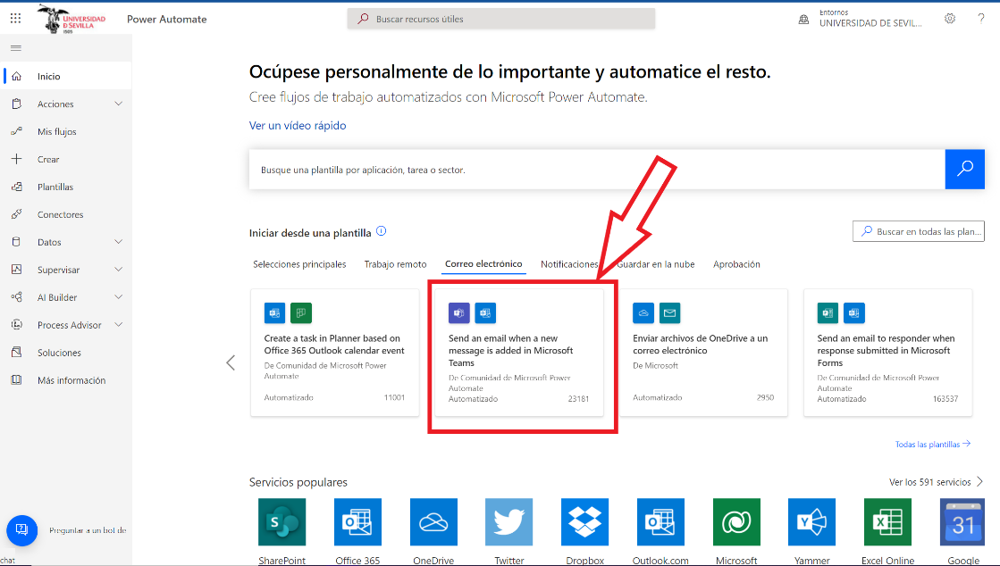 UNIVERSIDAD
D SEVILLA
1505
Power Automate
Buscar recursos útiles
Entornos
UNIVERSIDAD DE SEVIL...
?
Inicio
Acciones
Mis flujos
Crear
Plantillas
Conectores
Datos
Supervisar
AI Builder
Process Advisor
Soluciones
Más información
Preguntar a un bot de
chat
Ocúpese personalmente de lo importante y automatice el resto.
Cree flujos de trabajo automatizados con Microsoft Power Automate.
Ver un vídeo rápido
Busque una plantilla por aplicación, tarea o sector.
Iniciar desde una plantilla
Buscar en todas las plan...
Selecciones principales Trabajo remoto Correo electrónico Notificaciones Guardar en la nube Aprobación
Create a task in Planner based on
Office 365 Outlook calendar event
De Comunidad de Microsoft Power
Automate
Automatizado 11001
Send an email when a new
message is added in Microsoft
Teams
De Comunidad de Microsoft Power
Automate
Automatizado 23181
Enviar archivos de OneDrive a un
correo electrónico
De Microsoft
Automatizado 2950
Send an email to responder when
response submitted in Microsoft
Forms
De Comunidad de Microsoft Power
Automate
Automatizado 163537
Todas las plantillas
Servicios populares
Ver los 591 servicios
SharePoint Office 365 OneDrive Twitter Dropbox Outlook.com Microsoft Yammer Excel Online Google
31